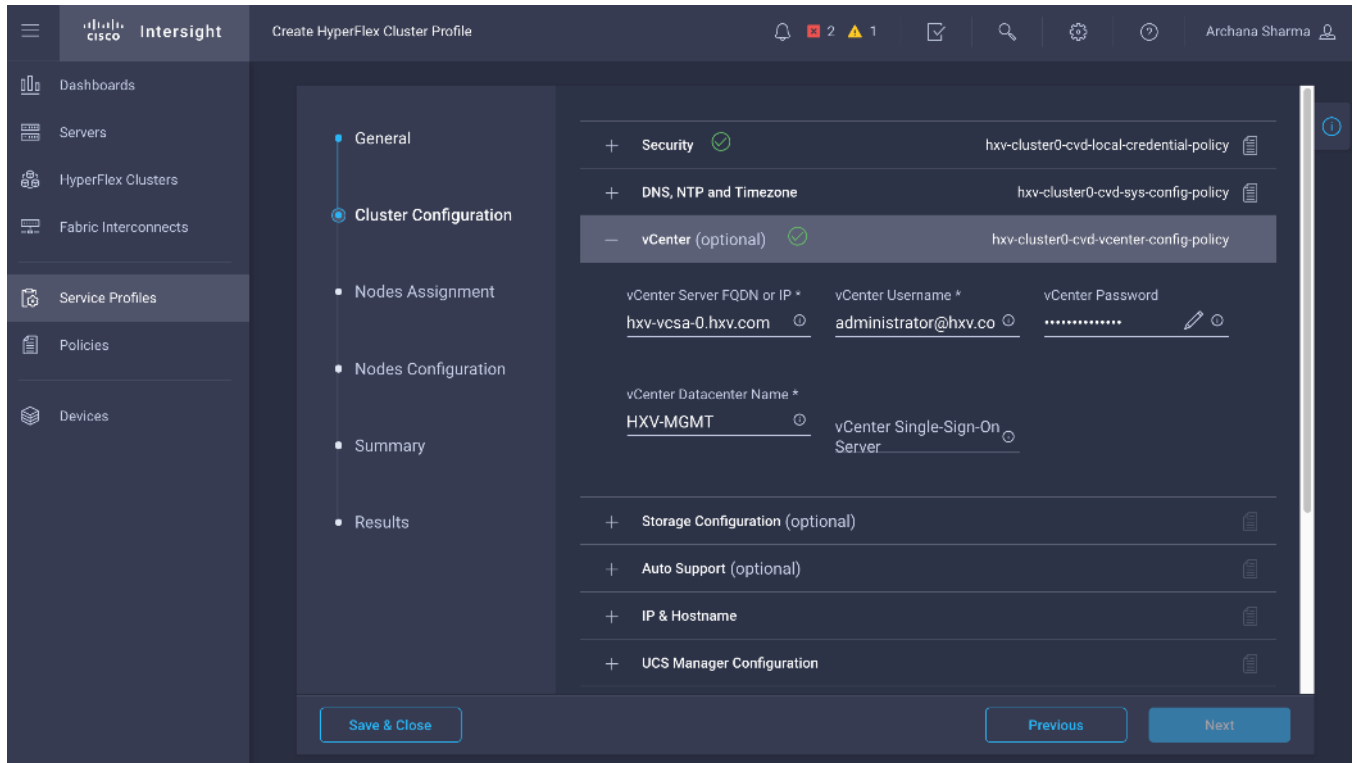 cisco Intersight
Create HyperFlex Cluster Profile
2
1
Archana Sharma
Dashboards
Servers
HyperFlex Clusters
Fabric Interconnects
Service Profiles
Policies
Devices
General
Cluster Configuration
Nodes Assignment
Nodes Configuration
Summary
Results
+ Security hxv-cluster0-cvd-local-credential-policy
+ DNS, NTP and Timezone hxv-cluster0-cvd-sys-config-policy
− vCenter (optional) hxv-cluster0-cvd-vcenter-config-policy
vCenter Server FQDN or IP * vCenter Username * vCenter Password
hxv-vcsa-0.hxv.com administrator@hxv.co ··············
vCenter Datacenter Name *
HXV-MGMT
vCenter Single-Sign-On
Server
+ Storage Configuration (optional)
+ Auto Support (optional)
+ IP & Hostname
+ UCS Manager Configuration
Save & Close Previous Next